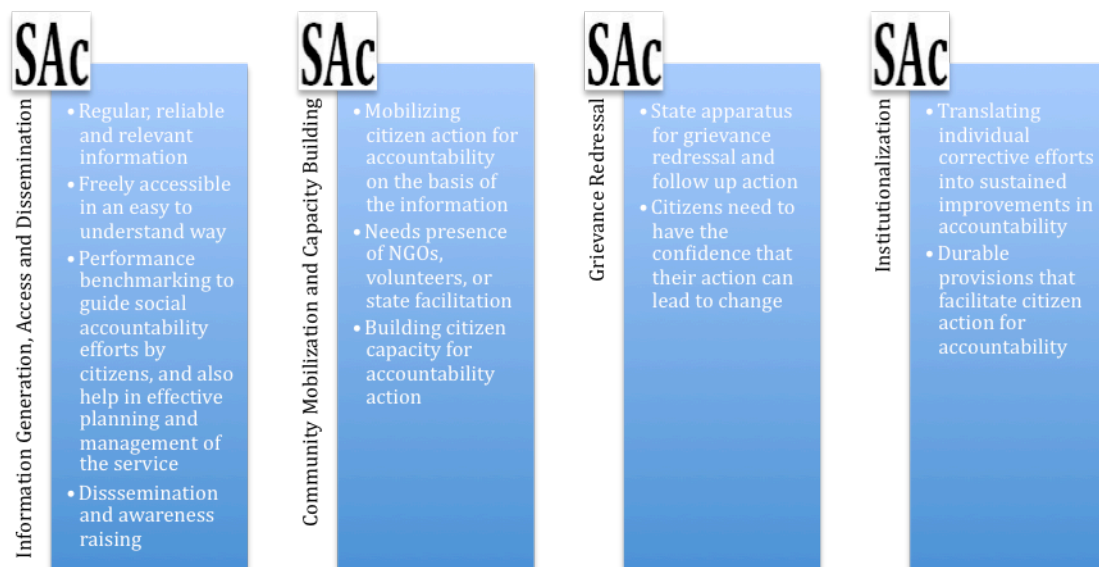 SAc
Information Generation, Access and Dissemination
• Regular, reliable
and relevant
information
• Freely accessible
in an easy to
understand way
• Performance
benchmarking to
guide social
accountability
efforts by
citizens, and also
help in effective
planning and
management of
the service
• Disssemination
and awareness
raising
SAc
Community Mobilization and Capacity Building
• Mobilizing
citizen action for
accountability
on the basis of
the information
• Needs presence
of NGOs,
volunteers, or
state facilitation
• Building citizen
capacity for
accountability
action
SAc
Grievance Redressal
• State apparatus
for grievance
redressal and
follow up action
• Citizens need to
have the
confidence that
their action can
lead to change
SAc
Institutionalization
• Translating
individual
corrective efforts
into sustained
improvements in
accountability
• Durable
provisions that
facilitate citizen
action for
accountability